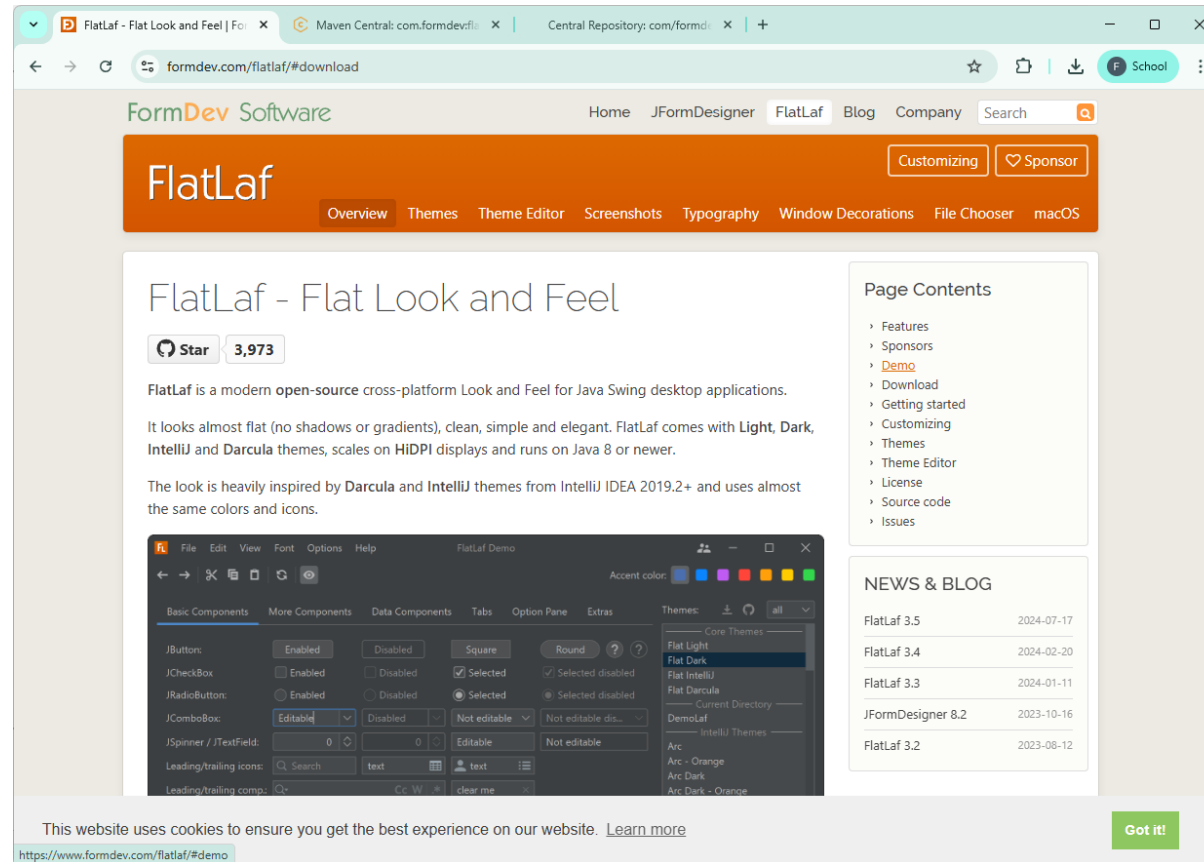 FlatLaf - Flat Look and Feel | For
Maven Central: com.formdev:fla
Central Repository: com/formde
formdev.com/flatlaf/#download
F School
FormDev Software
Home JFormDesigner FlatLaf Blog Company Search
Customizing Sponsor
FlatLaf
Overview Themes Theme Editor Screenshots Typography Window Decorations File Chooser macOS
FlatLaf - Flat Look and Feel
Star 3,973
FlatLaf is a modern open-source cross-platform Look and Feel for Java Swing desktop applications.
It looks almost flat (no shadows or gradients), clean, simple and elegant. FlatLaf comes with Light, Dark,
IntelliJ and Darcula themes, scales on HiDPI displays and runs on Java 8 or newer.
The look is heavily inspired by Darcula and IntelliJ themes from IntelliJ IDEA 2019.2+ and uses almost
the same colors and icons.
FL File Edit View Font Options Help FlatLaf Demo
Accent color:
Basic Components More Components Data Components Tabs Option Pane Extras
Themes: all
JButton: Enabled Disabled Square Round ? ?
JCheckBox Enabled Disabled Selected Selected disabled
JRadioButton: Enabled Disabled Selected Selected disabled
JComboBox: Editable Disabled Not editable Not editable dis...
JSpinner / JTextField: 0 0 Editable Not editable
Leading/trailing icons: Search text text
Leading/trailing comp.: Cc W .* clear me
Core Themes
Flat Light
Flat Dark
Flat IntelliJ
Flat Darcula
Current Directory
DemoLaf
IntelliJ Themes
Arc
Arc - Orange
Arc Dark
Arc Dark - Orange
Page Contents
Features
Sponsors
Demo
Download
Getting started
Customizing
Themes
Theme Editor
License
Source code
Issues
NEWS & BLOG
FlatLaf 3.5 2024-07-17
FlatLaf 3.4 2024-02-20
FlatLaf 3.3 2024-01-11
JFormDesigner 8.2 2023-10-16
FlatLaf 3.2 2023-08-12
This website uses cookies to ensure you get the best experience on our website. Learn more
Got it!
https://www.formdev.com/flatlaf/#demo